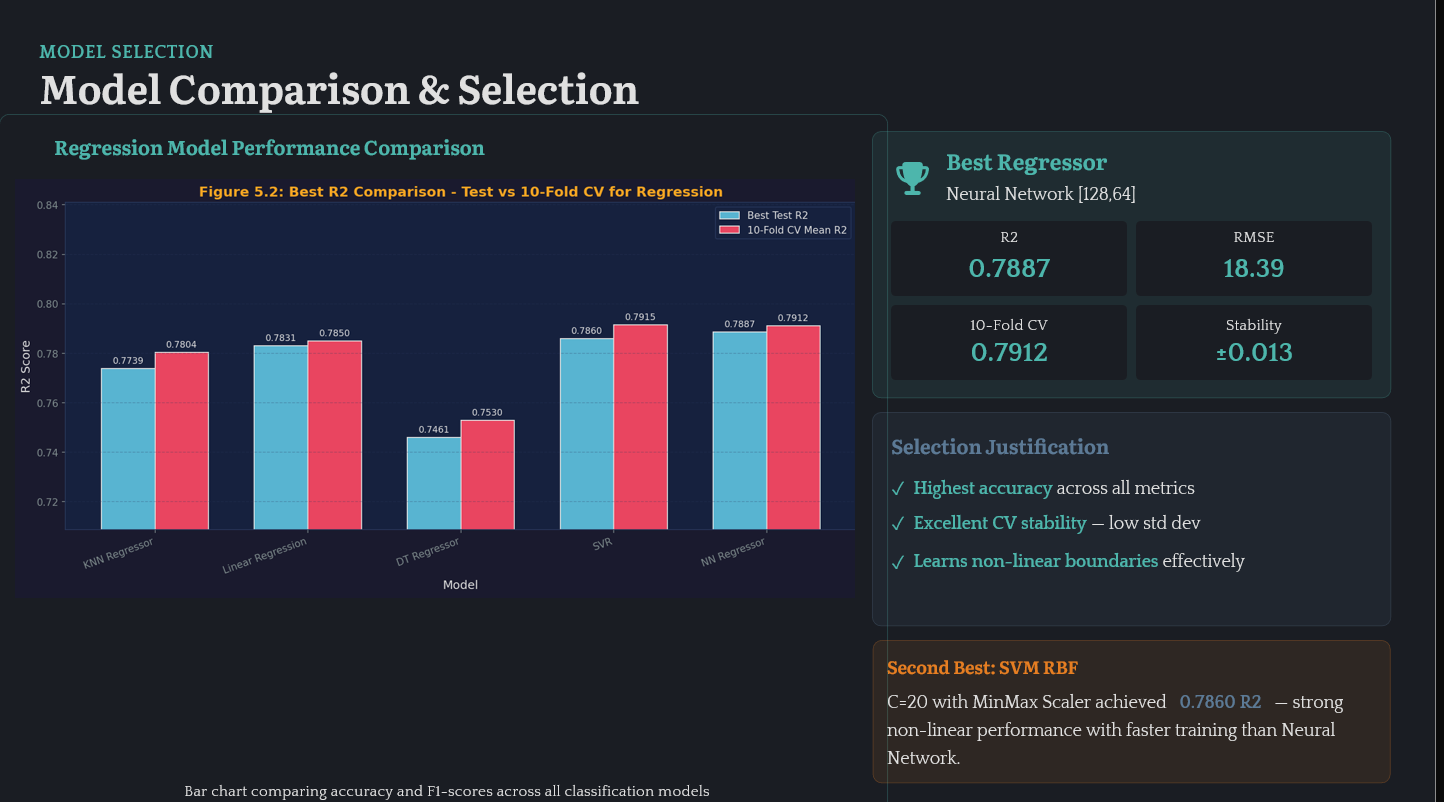 MODEL SELECTION
Model Comparison & Selection
Regression Model Performance Comparison
Figure 5.2: Best R2 Comparison - Test vs 10-Fold CV for Regression
Best Test R2
10-Fold CV Mean R2
R2 Score
0.84
0.82
0.80
0.78
0.76
0.74
0.72
0.7739
0.7804
0.7831
0.7850
0.7461
0.7530
0.7860
0.7915
0.7887
0.7912
KNN Regressor
Linear Regression
DT Regressor
SVR
NN Regressor
Model
Bar chart comparing accuracy and F1-scores across all classification models
Best Regressor
Neural Network [128,64]
R2
0.7887
RMSE
18.39
10-Fold CV
0.7912
Stability
±0.013
Selection Justification
✓ Highest accuracy across all metrics
✓ Excellent CV stability — low std dev
✓ Learns non-linear boundaries effectively
Second Best: SVM RBF
C=20 with MinMax Scaler achieved 0.7860 R2 — strong
non-linear performance with faster training than Neural
Network.